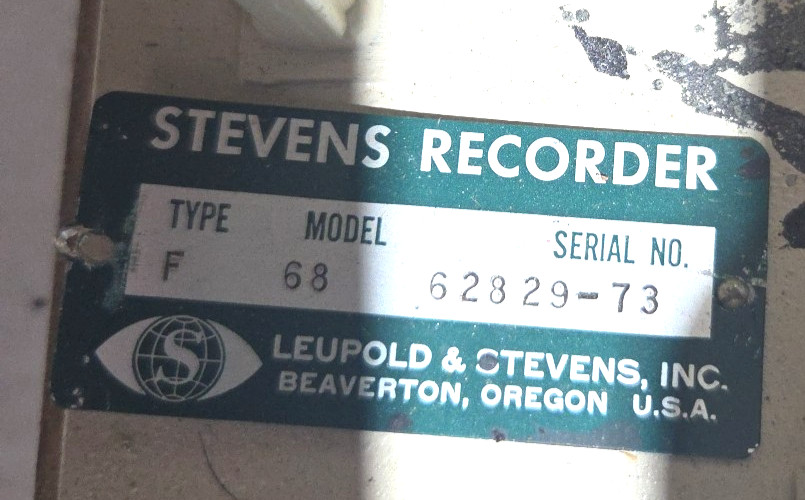 STEVENS RECORDER
TYPE MODEL SERIAL NO.
F 68 62829-73
S
LEUPOLD & STEVENS, INC.
BEAVERTON, OREGON U.S.A.